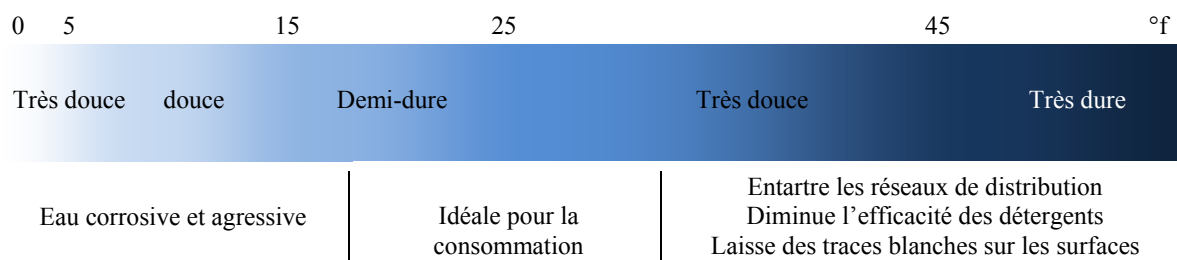 0 5 15 25 45 °f
Très douce douce Demi-dure Très douce Très dure
Eau corrosive et agressive
Idéale pour la
consommation
Entartre les réseaux de distribution
Diminue l’efficacité des détergents
Laisse des traces blanches sur les surfaces